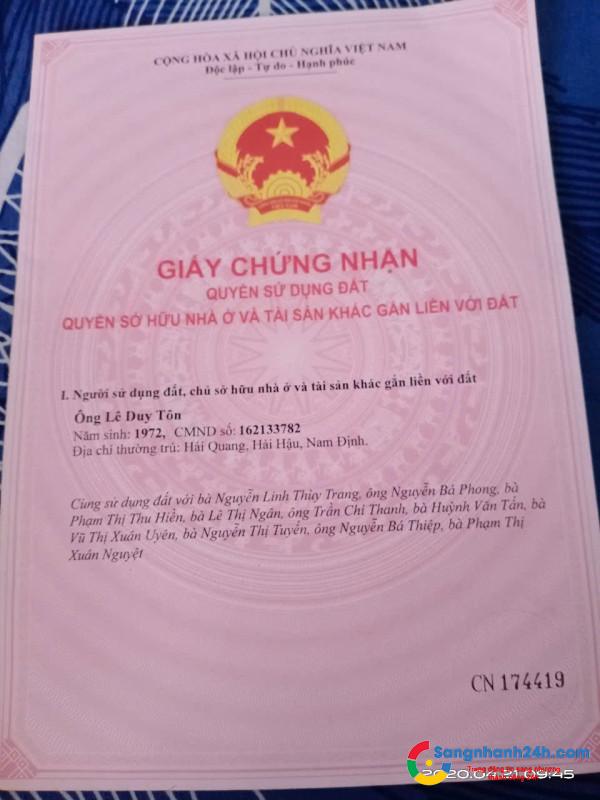 CỘNG HÒA XÃ HỘI CHỦ NGHĨA VIỆT NAM
Độc lập - Tự do - Hạnh phúc
GIẤY CHỨNG NHẬN
QUYỀN SỬ DỤNG ĐẤT
QUYỀN SỞ HỮU NHÀ Ở VÀ TÀI SẢN KHÁC GẮN LIỀN VỚI ĐẤT
I. Người sử dụng đất, chủ sở hữu nhà ở và tài sản khác gắn liền với đất
Ông Lê Duy Tôn
Năm sinh: 1972, CMND số: 162133782
Địa chỉ thường trú: Hải Quang, Hải Hậu, Nam Định.
Cùng sử dụng đất với bà Nguyễn Linh Thùy Trang, ông Nguyễn Bá Phong, bà
Phạm Thị Thu Hiền, bà Lê Thị Ngân, ông Trần Chí Thanh, bà Huỳnh Văn Tấn, bà
Vũ Thị Xuân Uyên, bà Nguyễn Thị Tuyển, ông Nguyễn Bá Thiệp, bà Phạm Thị
Xuân Nguyệt
CN 174419
Sangnhanh24h.com
2020.04.21 09:45